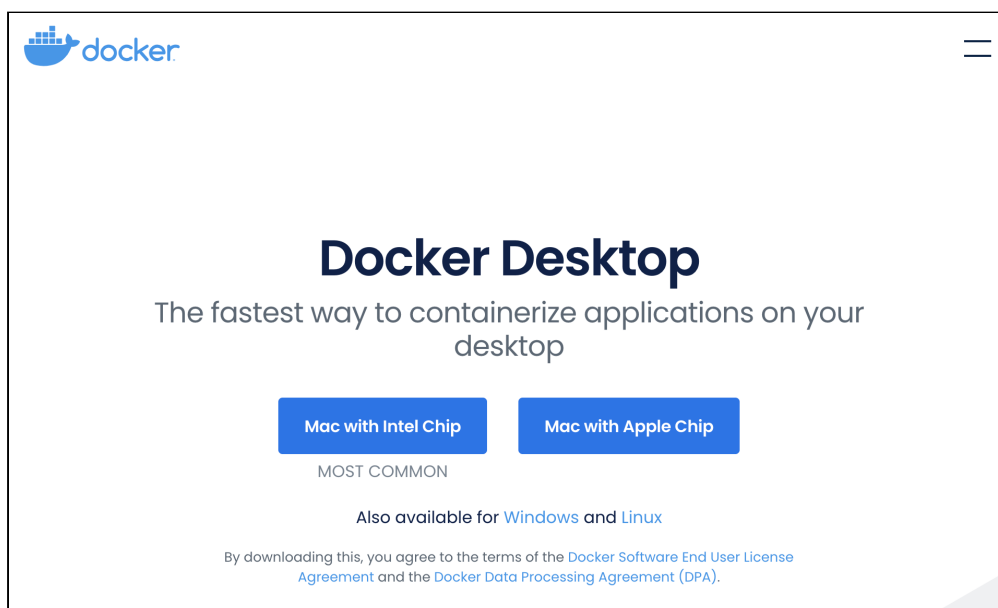 docker
Docker Desktop
The fastest way to containerize applications on your
desktop
Mac with Intel Chip
Mac with Apple Chip
MOST COMMON
Also available for Windows and Linux
By downloading this, you agree to the terms of the Docker Software End User License
Agreement and the Docker Data Processing Agreement (DPA).